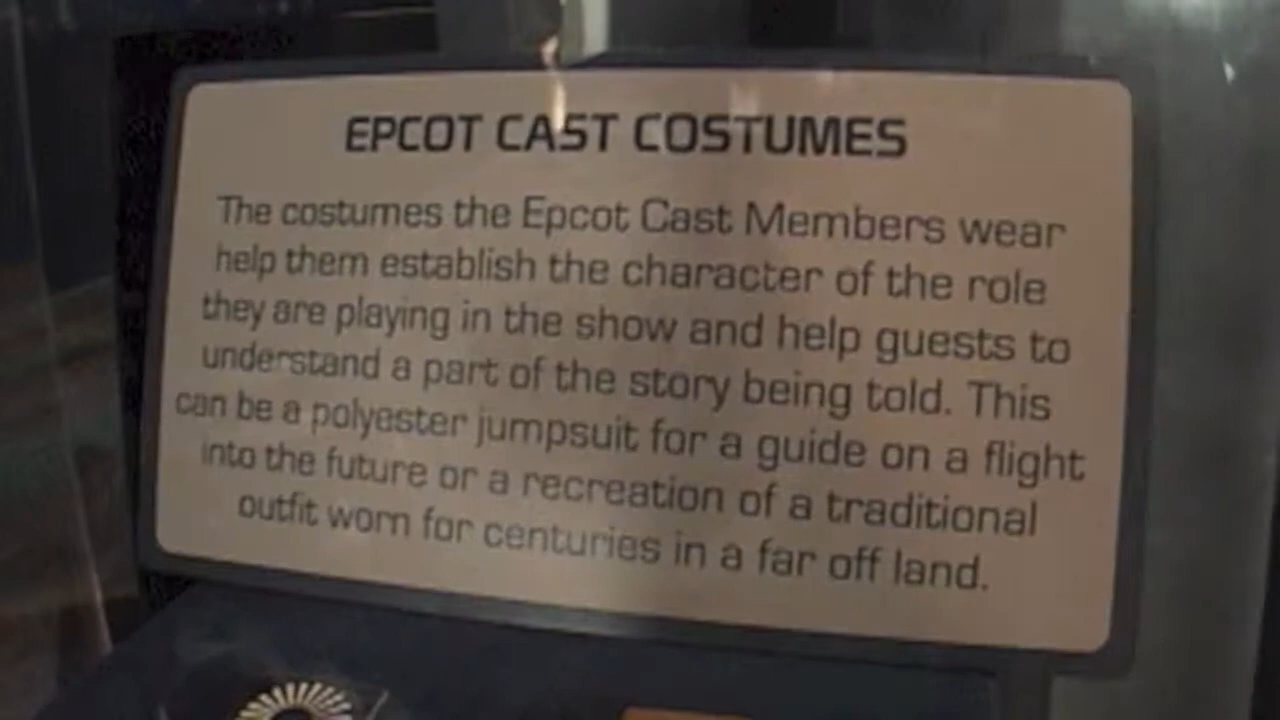 EPCOT CAST COSTUMES
The costumes the Epcot Cast Members wear
help them establish the character of the role
they are playing in the show and help guests to
understand a part of the story being told. This
can be a polyester jumpsuit for a guide on a flight
into the future or a recreation of a traditional
outfit worn for centuries in a far off land.